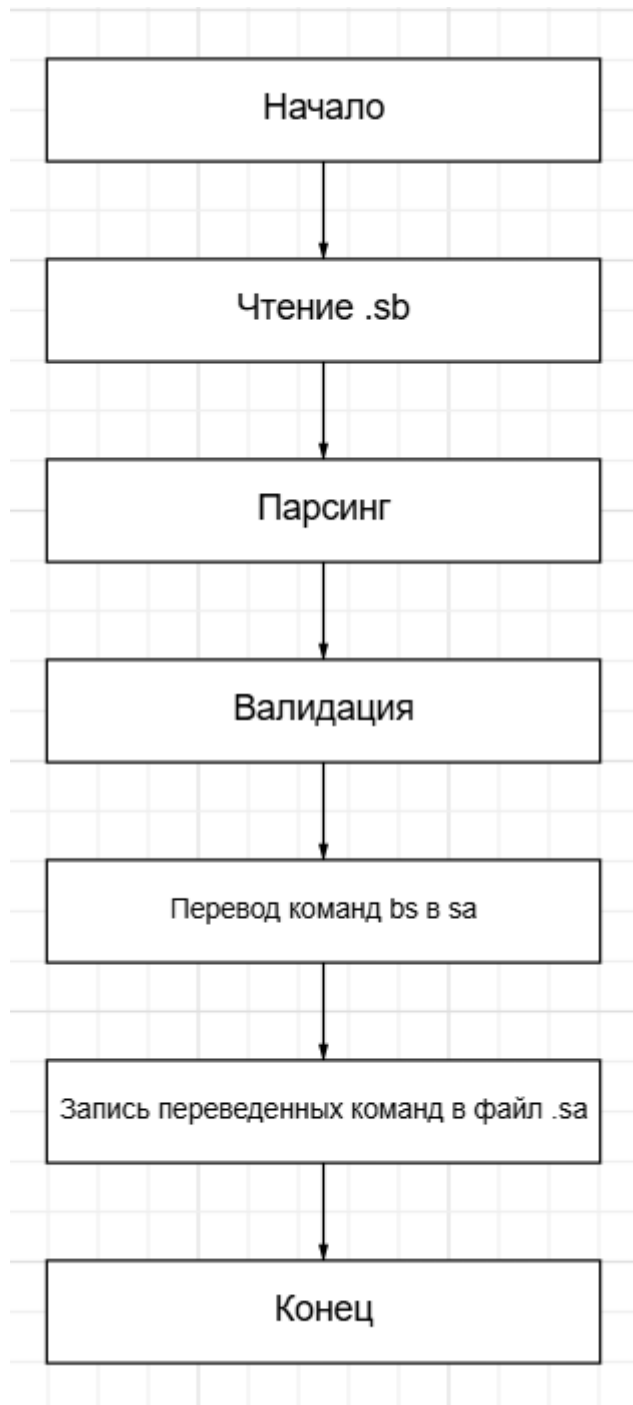 Начало
Чтение .sb
Парсинг
Валидация
Перевод команд bs в sa
Запись переведенных команд в файл .sa
Конец